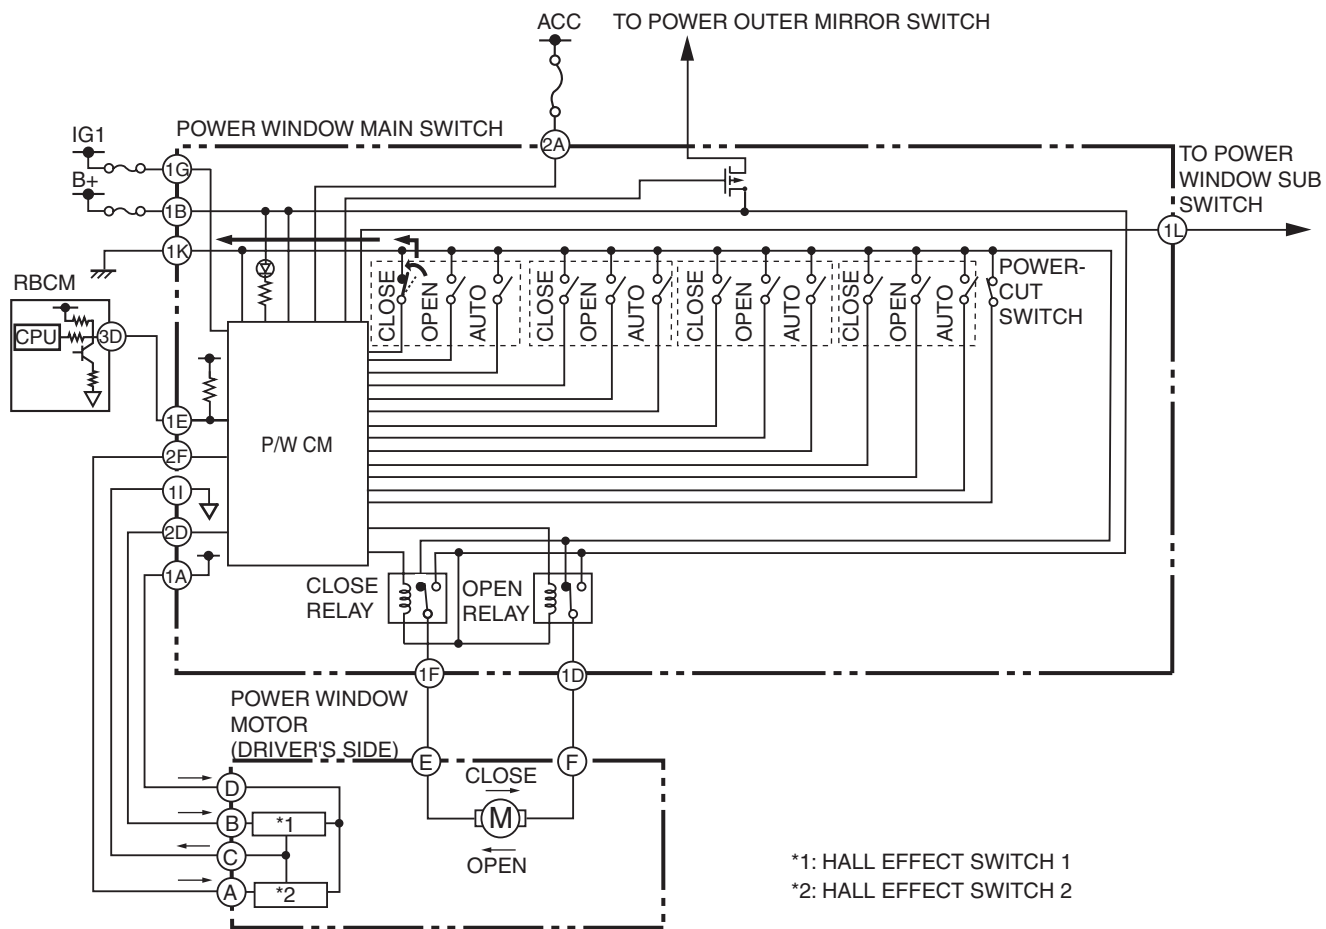 ACC
TO POWER OUTER MIRROR SWITCH
IG1
POWER WINDOW MAIN SWITCH
2A
1G
TO POWER
WINDOW SUB
SWITCH
B+
1B
1L
1K
RBCM
CPU
3D
CLOSE
OPEN
AUTO
CLOSE
OPEN
AUTO
CLOSE
OPEN
AUTO
CLOSE
OPEN
AUTO
POWER-
CUT
SWITCH
1E
P/W CM
2F
1I
2D
1A
CLOSE
RELAY
OPEN
RELAY
1F
1D
POWER WINDOW
MOTOR
(DRIVER'S SIDE)
E
F
CLOSE
M
OPEN
D
B
*1
C
A
*2
*1: HALL EFFECT SWITCH 1
*2: HALL EFFECT SWITCH 2